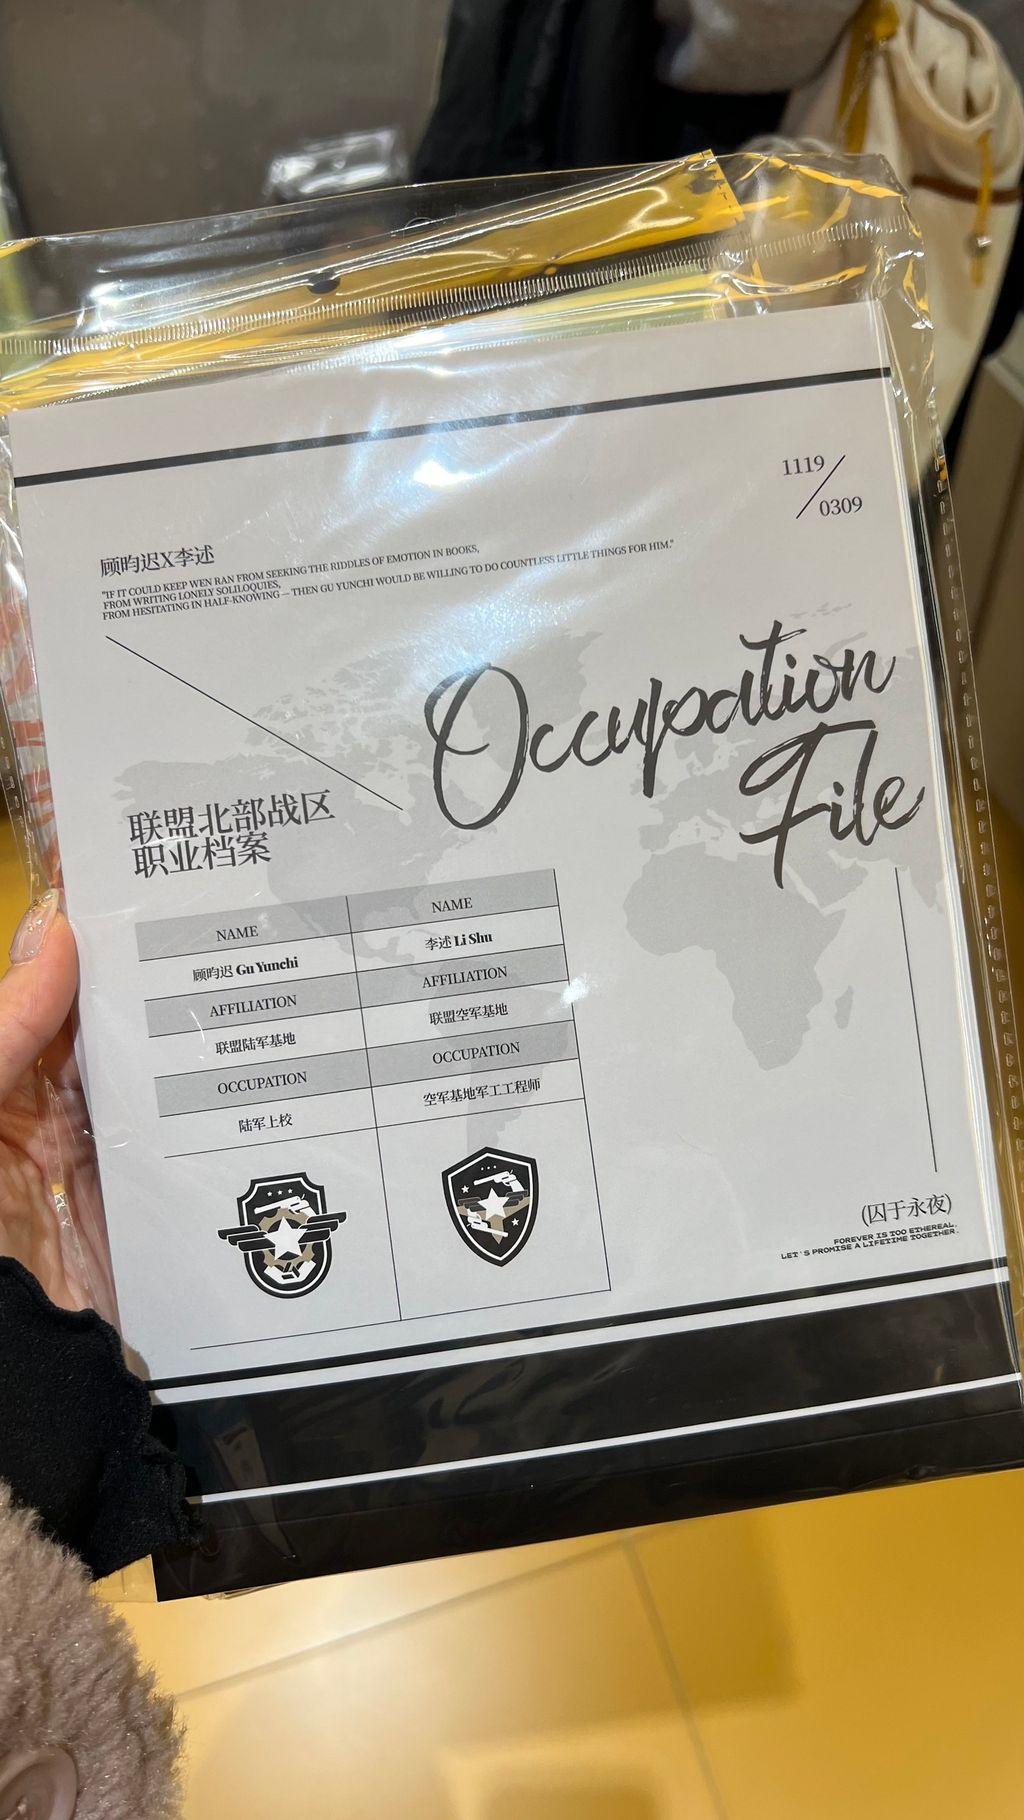 1119
0309
顾昀迟X李述
"IF IT COULD KEEP WEN RAN FROM SEEKING THE RIDDLES OF EMOTION IN BOOKS,
FROM WRITING LONELY SOLILOQUIES,
FROM HESITATING IN HALF-KNOWING — THEN GU YUNCHI WOULD BE WILLING TO DO COUNTLESS LITTLE THINGS FOR HIM."
Occupation
File
联盟北部战区
职业档案
NAME NAME
顾昀迟 Gu Yunchi 李述 Li Shu
AFFILIATION AFFILIATION
联盟陆军基地 联盟空军基地
OCCUPATION OCCUPATION
陆军上校 空军基地军工工程师
(囚于永夜)
FOREVER IS TOO ETHEREAL,
LET'S PROMISE A LIFETIME TOGETHER.